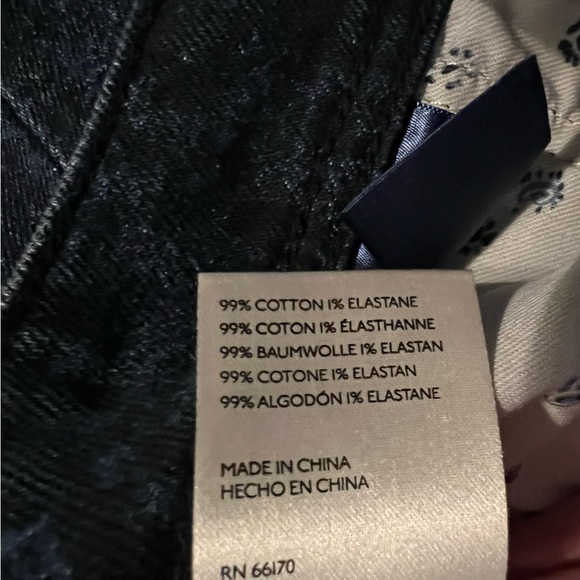 99% COTTON 1% ELASTANE
99% COTON 1% ÉLASTHANNE
99% BAUMWOLLE 1% ELASTAN
99% COTONE 1% ELASTAN
99% ALGODÓN 1% ELASTANE
MADE IN CHINA
HECHO EN CHINA
RN 66170